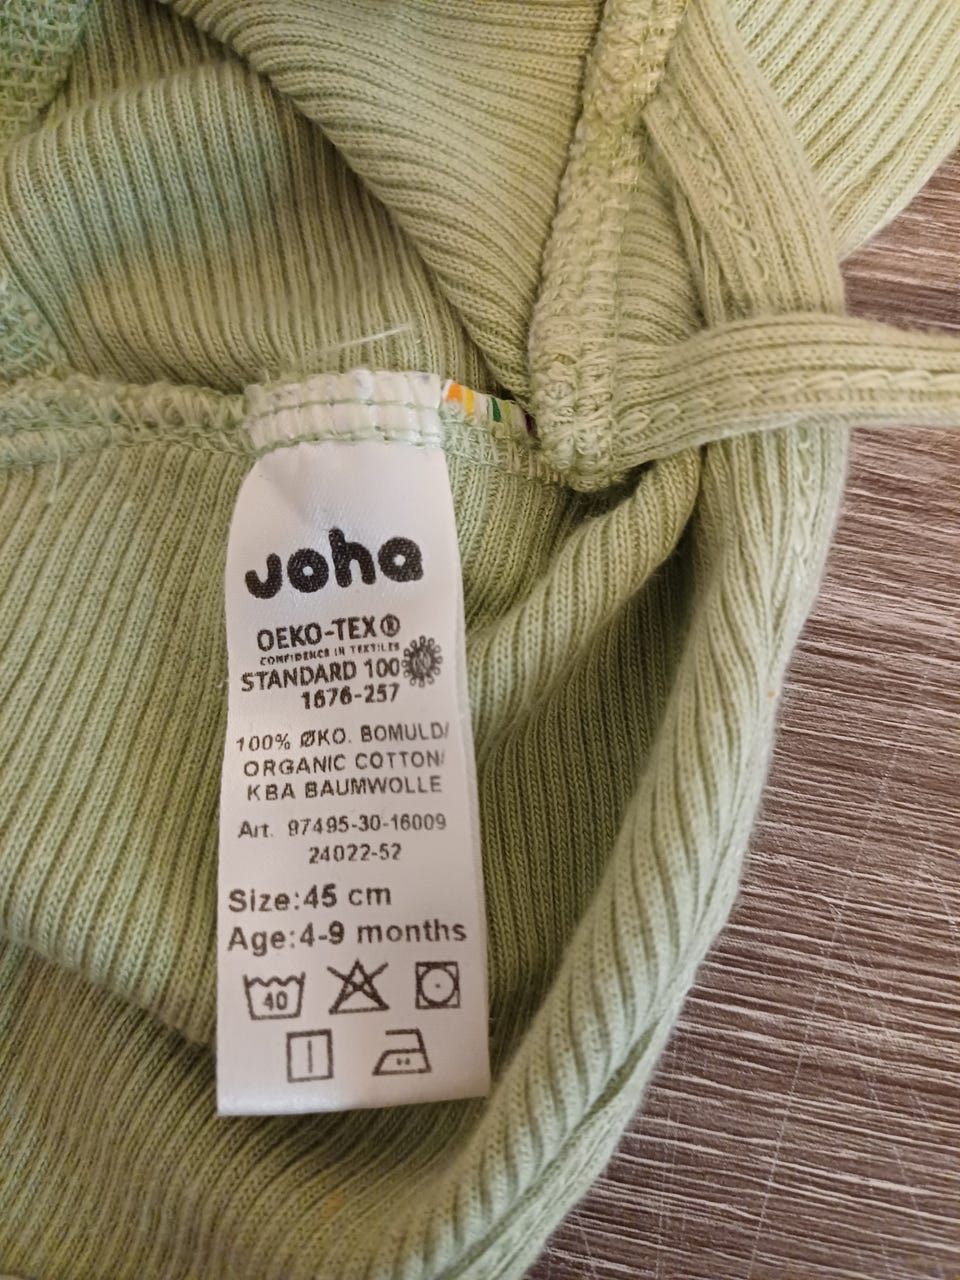 Joha
OEKO-TEX®
CONFIDENCE IN TEXTILES
STANDARD 100
1676-257
100% ØKO. BOMULD/
ORGANIC COTTON/
KBA BAUMWOLLE
Art. 97495-30-16009
24022-52
Size:45 cm
Age:4-9 months
40